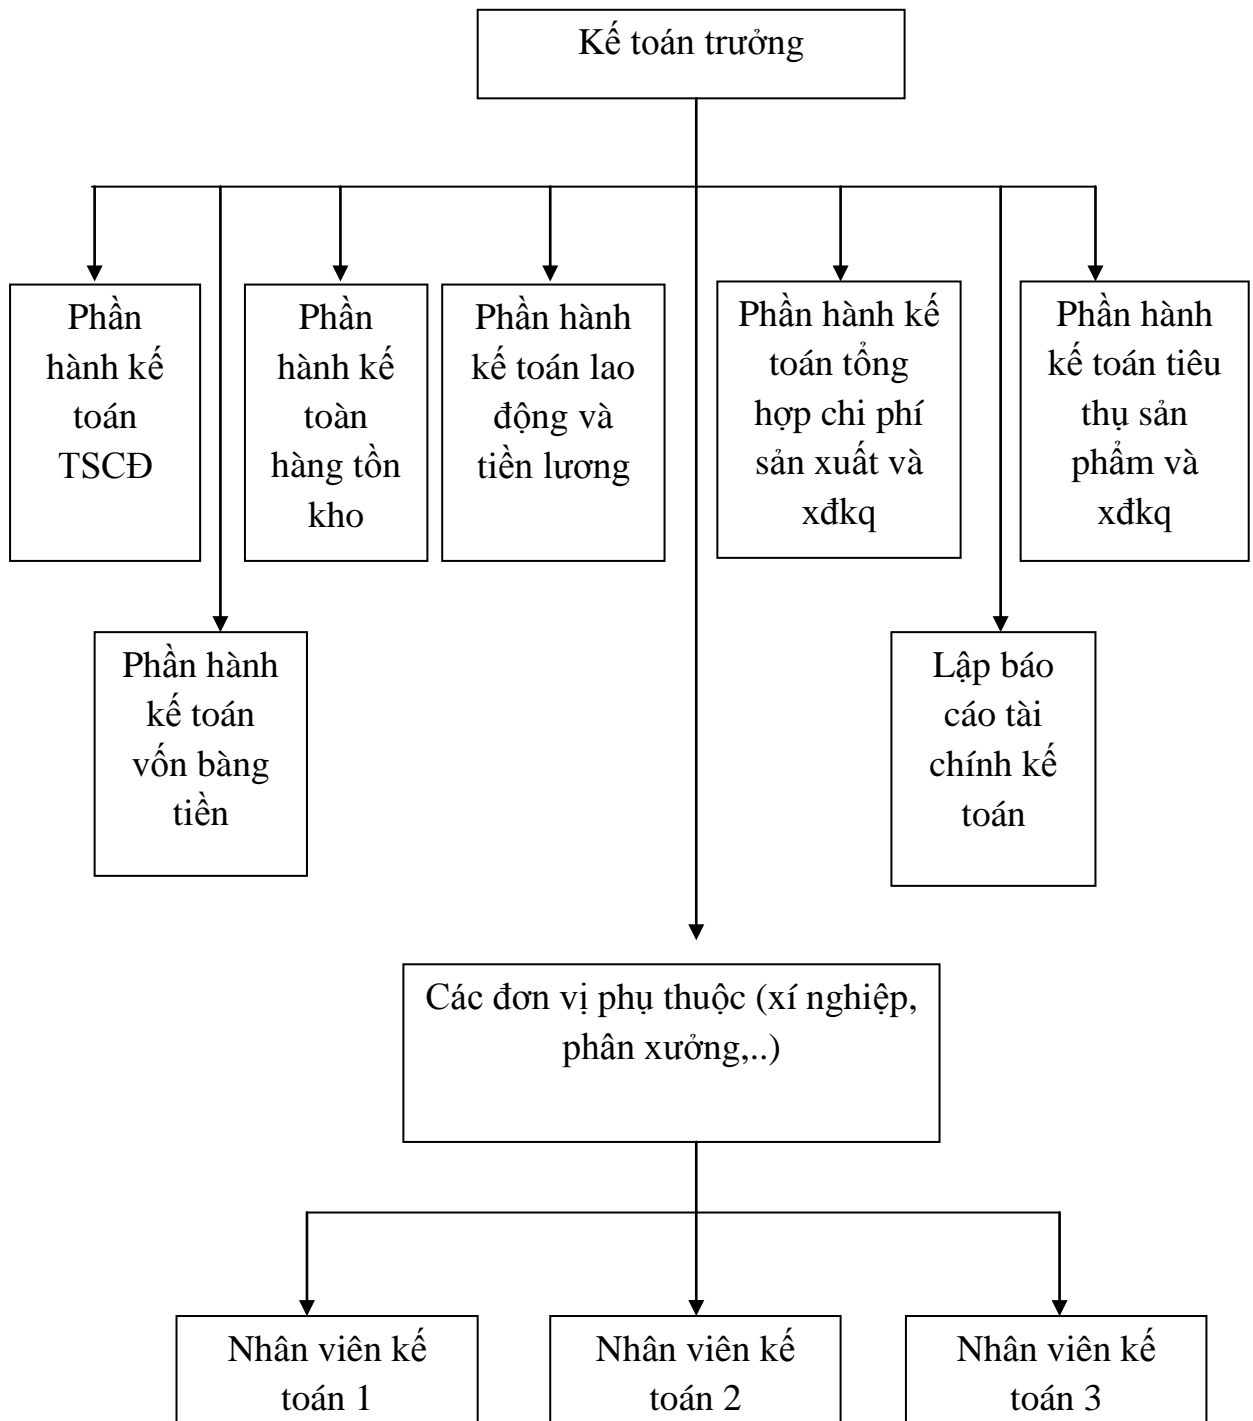 Kế toán trưởng
Phần
hành kế
toán
TSCĐ
Phần
hành kế
toàn
hàng tồn
kho
Phần hành
kế toán lao
động và
tiền lương
Phần hành kế
toán tổng
hợp chi phí
sản xuất và
xđkq
Phần hành
kế toán tiêu
thụ sản
phẩm và
xđkq
Phần hành
kế toán
vốn bàng
tiền
Lập báo
cáo tài
chính kế
toán
Các đơn vị phụ thuộc (xí nghiệp,
phân xưởng,..)
Nhân viên kế
toán 1
Nhân viên kế
toán 2
Nhân viên kế
toán 3